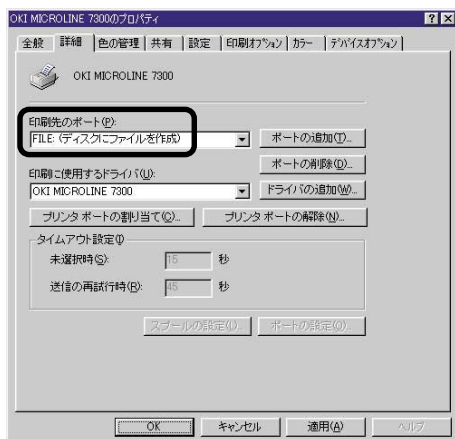 OKI MICROLINE 7300のプロパティ
全般 詳細 色の管理 共有 設定 印刷ｵﾌﾟｼｮﾝ ｶﾗｰ ﾃﾞﾊﾞｲｽｵﾌﾟｼｮﾝ
OKI MICROLINE 7300
印刷先のポート(P):
FILE: (ディスクにファイルを作成)
ポートの追加(T)...
ポートの削除(D)...
印刷に使用するドライバ(U):
OKI MICROLINE 7300
ドライバの追加(W)...
プリンタ ポートの割り当て(C)...
プリンタ ポートの解除(N)...
タイムアウト設定
未選択時(S): 15 秒
送信の再試行時(R): 45 秒
スプールの設定(L)... ポートの設定(O)...
OK キャンセル 適用(A) ヘルプ